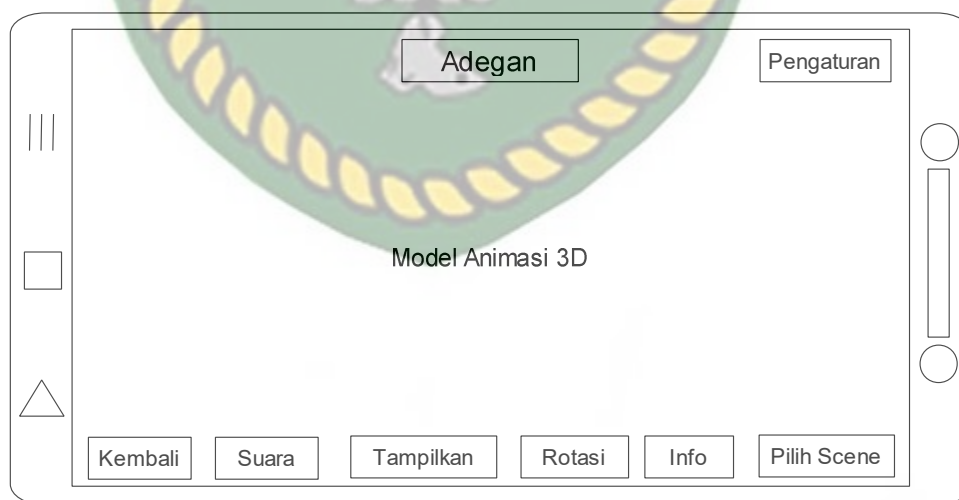 Adegan
Pengaturan
Model Animasi 3D
Kembali
Suara
Tampilkan
Rotasi
Info
Pilih Scene